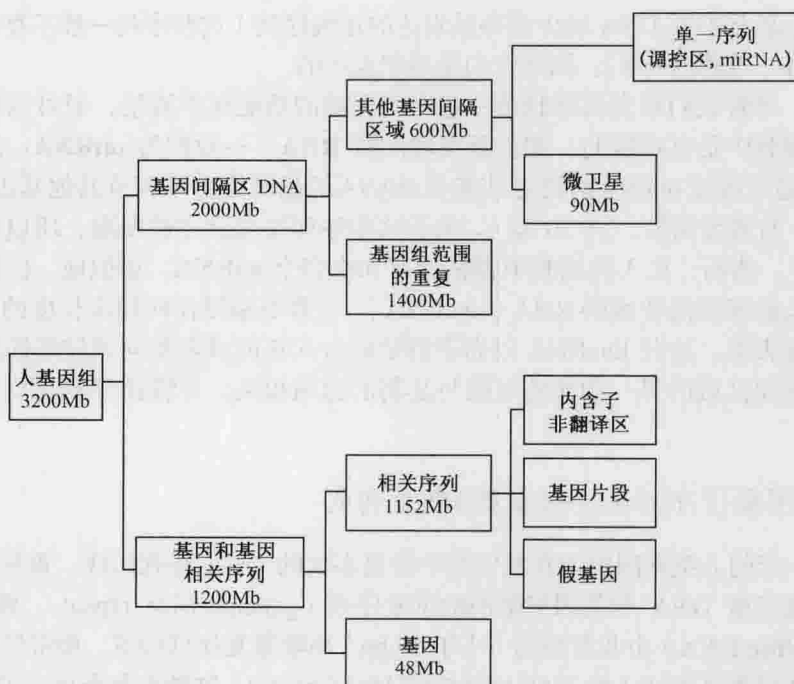 单一序列
(调控区, miRNA)
其他基因间隔
区域 600Mb
微卫星
90Mb
基因间隔区 DNA
2000Mb
基因组范围
的重复
1400Mb
人基因组
3200Mb
内含子
非翻译区
相关序列
1152Mb
基因片段
基因和基因
相关序列
1200Mb
假基因
基因
48Mb